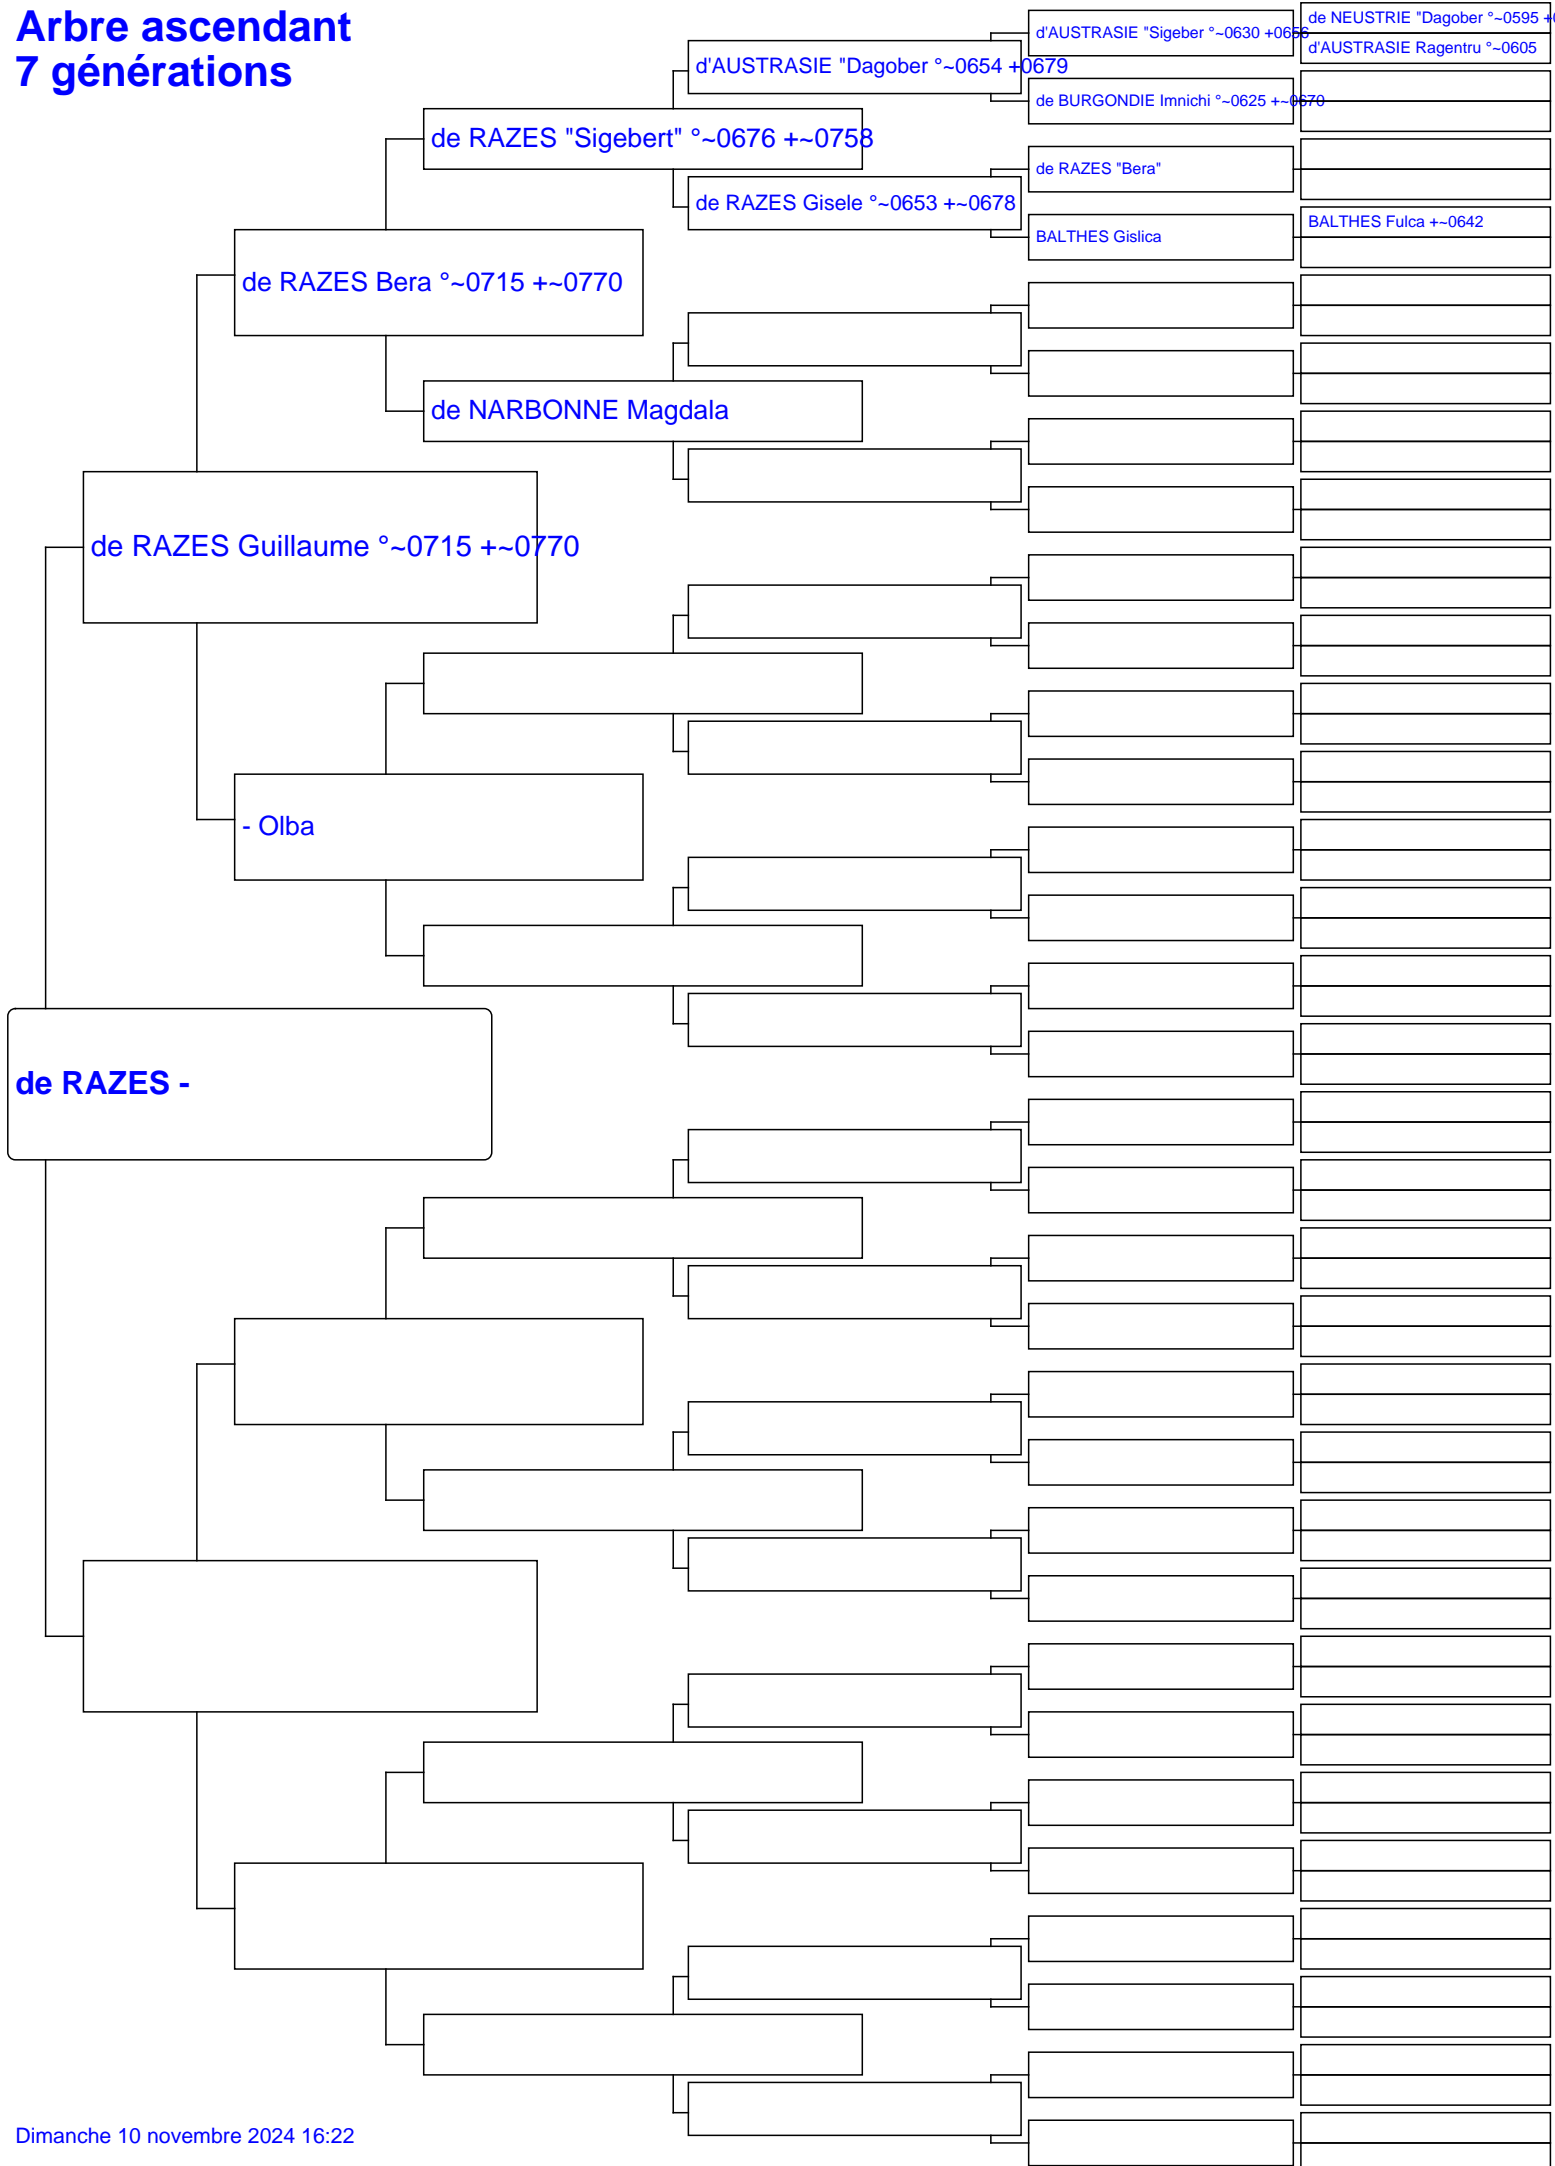 Arbre ascendant
7 générations
de NEUSTRIE "Dagober °~0595 +0
d'AUSTRASIE "Sigeber °~0630 +0656
d'AUSTRASIE Ragentru °~0605
d'AUSTRASIE "Dagober °~0654 +0679
de BURGONDIE Imnichi °~0625 +~0670
de RAZES "Sigebert" °~0676 +~0758
de RAZES "Bera"
de RAZES Gisele °~0653 +~0678
BALTHES Fulca +~0642
BALTHES Gislica
de RAZES Bera °~0715 +~0770
de NARBONNE Magdala
de RAZES Guillaume °~0715 +~0770
- Olba
de RAZES -
Dimanche 10 novembre 2024 16:22